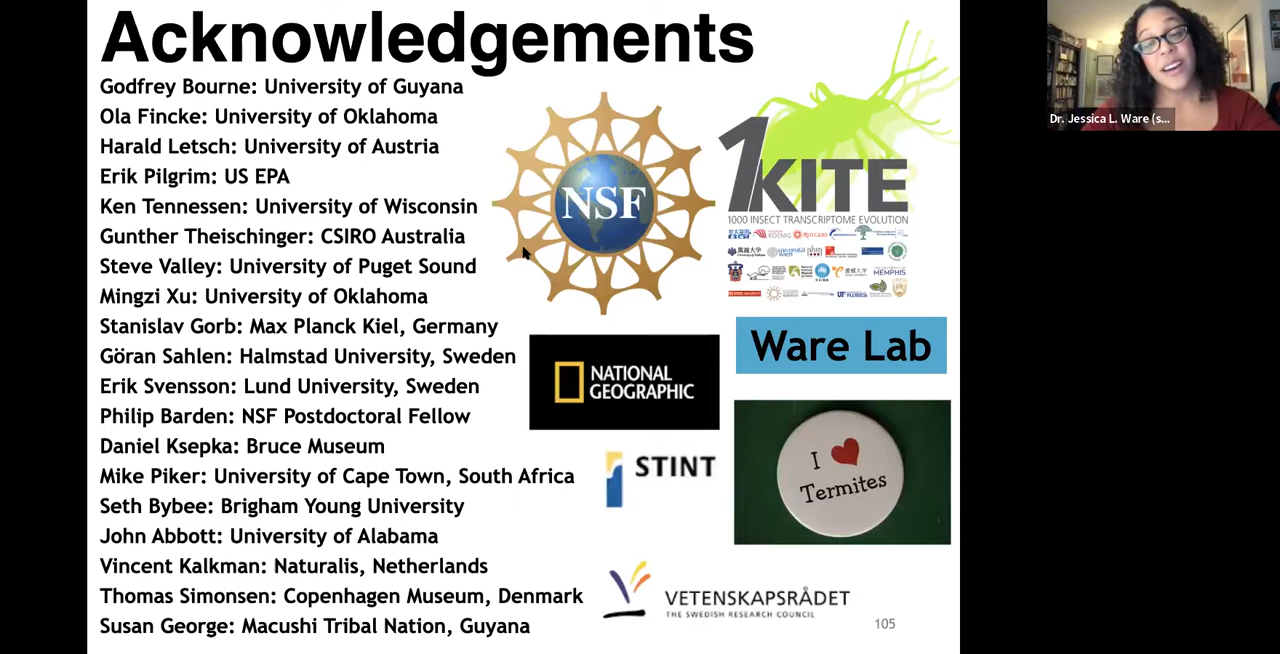 Acknowledgements
Godfrey Bourne: University of Guyana
Ola Fincke: University of Oklahoma
Harald Letsch: University of Austria
Erik Pilgrim: US EPA
Ken Tennessen: University of Wisconsin
Gunther Theischinger: CSIRO Australia
Steve Valley: University of Puget Sound
Mingzi Xu: University of Oklahoma
Stanislav Gorb: Max Planck Kiel, Germany
Göran Sahlen: Halmstad University, Sweden
Erik Svensson: Lund University, Sweden
Philip Barden: NSF Postdoctoral Fellow
Daniel Ksepka: Bruce Museum
Mike Piker: University of Cape Town, South Africa
Seth Bybee: Brigham Young University
John Abbott: University of Alabama
Vincent Kalkman: Naturalis, Netherlands
Thomas Simonsen: Copenhagen Museum, Denmark
Susan George: Macushi Tribal Nation, Guyana
NSF
1KITE
1000 INSECT TRANSCRIPTOME EVOLUTION
KOENIG
RUTGERS
MEMPHIS
UF FLORIDA
NATIONAL
GEOGRAPHIC
Ware Lab
STINT
I
Termites
VETENSKAPSRÅDET
THE SWEDISH RESEARCH COUNCIL
105
Dr. Jessica L. Ware (s...